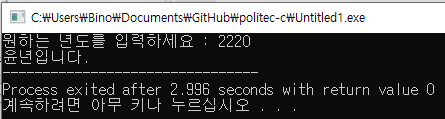 C:₩Users₩Bino₩Documents₩GitHub₩politec-c₩Untitled1.exe
원하는 년도를 입력하세요 : 2220
윤년입니다.
--------------------------------
Process exited after 2.996 seconds with return value 0
계속하려면 아무 키나 누르십시오 . . .